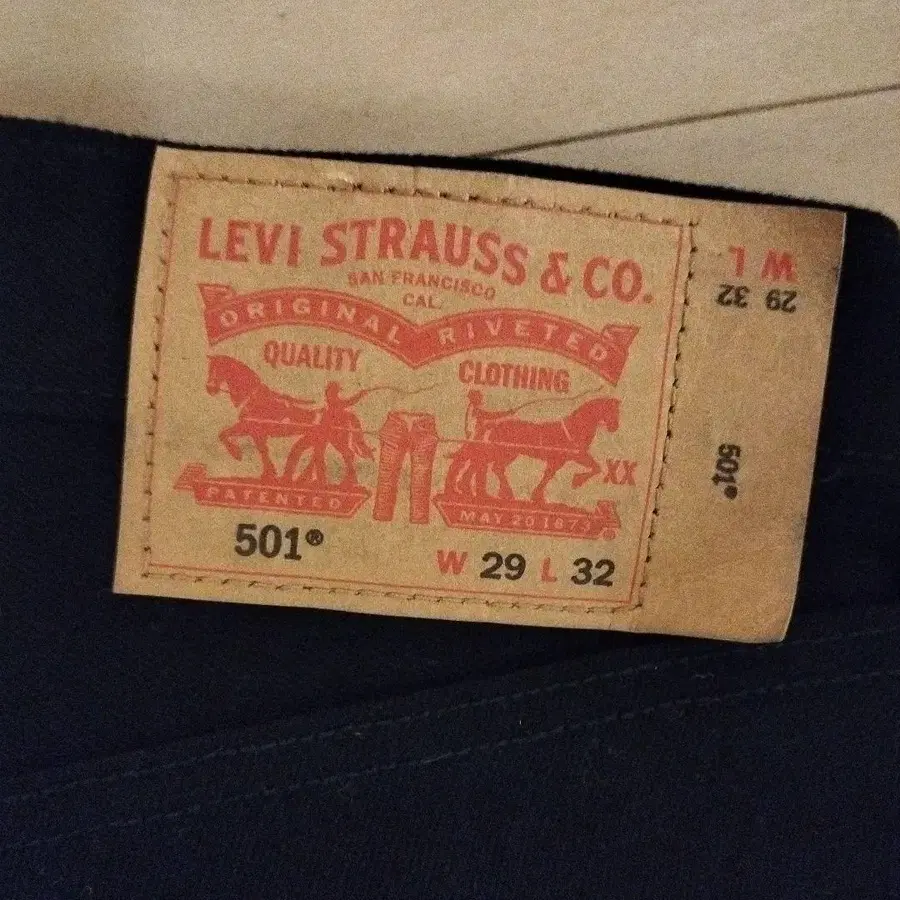 LEVI STRAUSS & CO.
SAN FRANCISCO
CAL.
ORIGINAL RIVETED
QUALITY CLOTHING
XX
PATENTED MAY 20 1873
501®
W 29 L 32
W L
29 32
501®